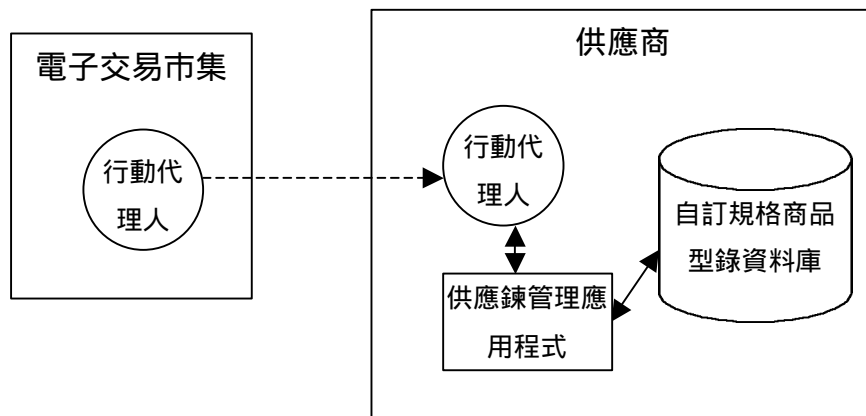 電子交易市集
行動代
理人
供應商
行動代
理人
自訂規格商品
型錄資料庫
供應鍊管理應
用程式